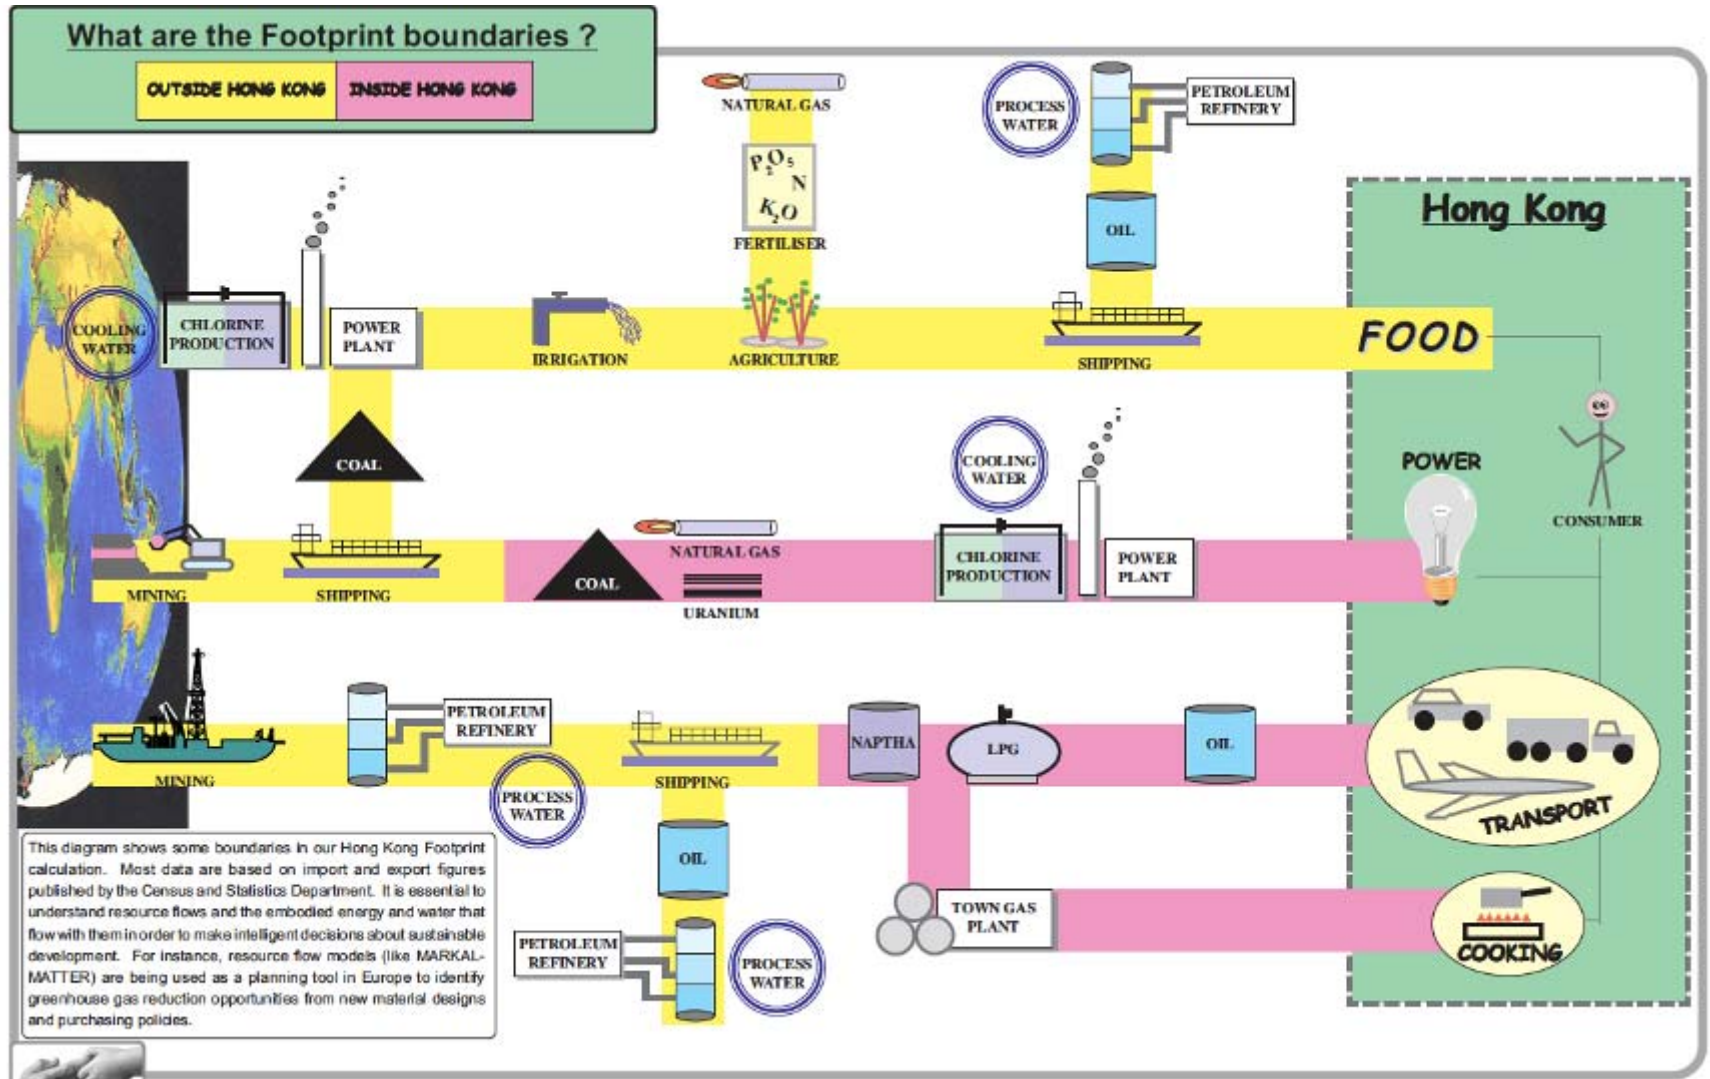 What are the Footprint boundaries ?
OUTSIDE HONG KONG
INSIDE HONG KONG
NATURAL GAS
P2O5
N
K2O
FERTILISER
PROCESS
WATER
PETROLEUM
REFINERY
OIL
Hong Kong
COOLING
WATER
CHLORINE
PRODUCTION
POWER
PLANT
IRRIGATION
AGRICULTURE
SHIPPING
FOOD
COAL
COOLING
WATER
POWER
CONSUMER
MINING
SHIPPING
COAL
NATURAL GAS
URANIUM
CHLORINE
PRODUCTION
POWER
PLANT
MINING
PETROLEUM
REFINERY
PROCESS
WATER
SHIPPING
NAPTHA
LPG
OIL
TRANSPORT
OIL
PETROLEUM
REFINERY
PROCESS
WATER
TOWN GAS
PLANT
COOKING
This diagram shows some boundaries in our Hong Kong Footprint
calculation. Most data are based on import and export figures
published by the Census and Statistics Department. It is essential to
understand resource flows and the embodied energy and water that
flow with them in order to make intelligent decisions about sustainable
development. For instance, resource flow models (like MARKAL-
MATTER) are being used as a planning tool in Europe to identify
greenhouse gas reduction opportunities from new material designs
and purchasing policies.